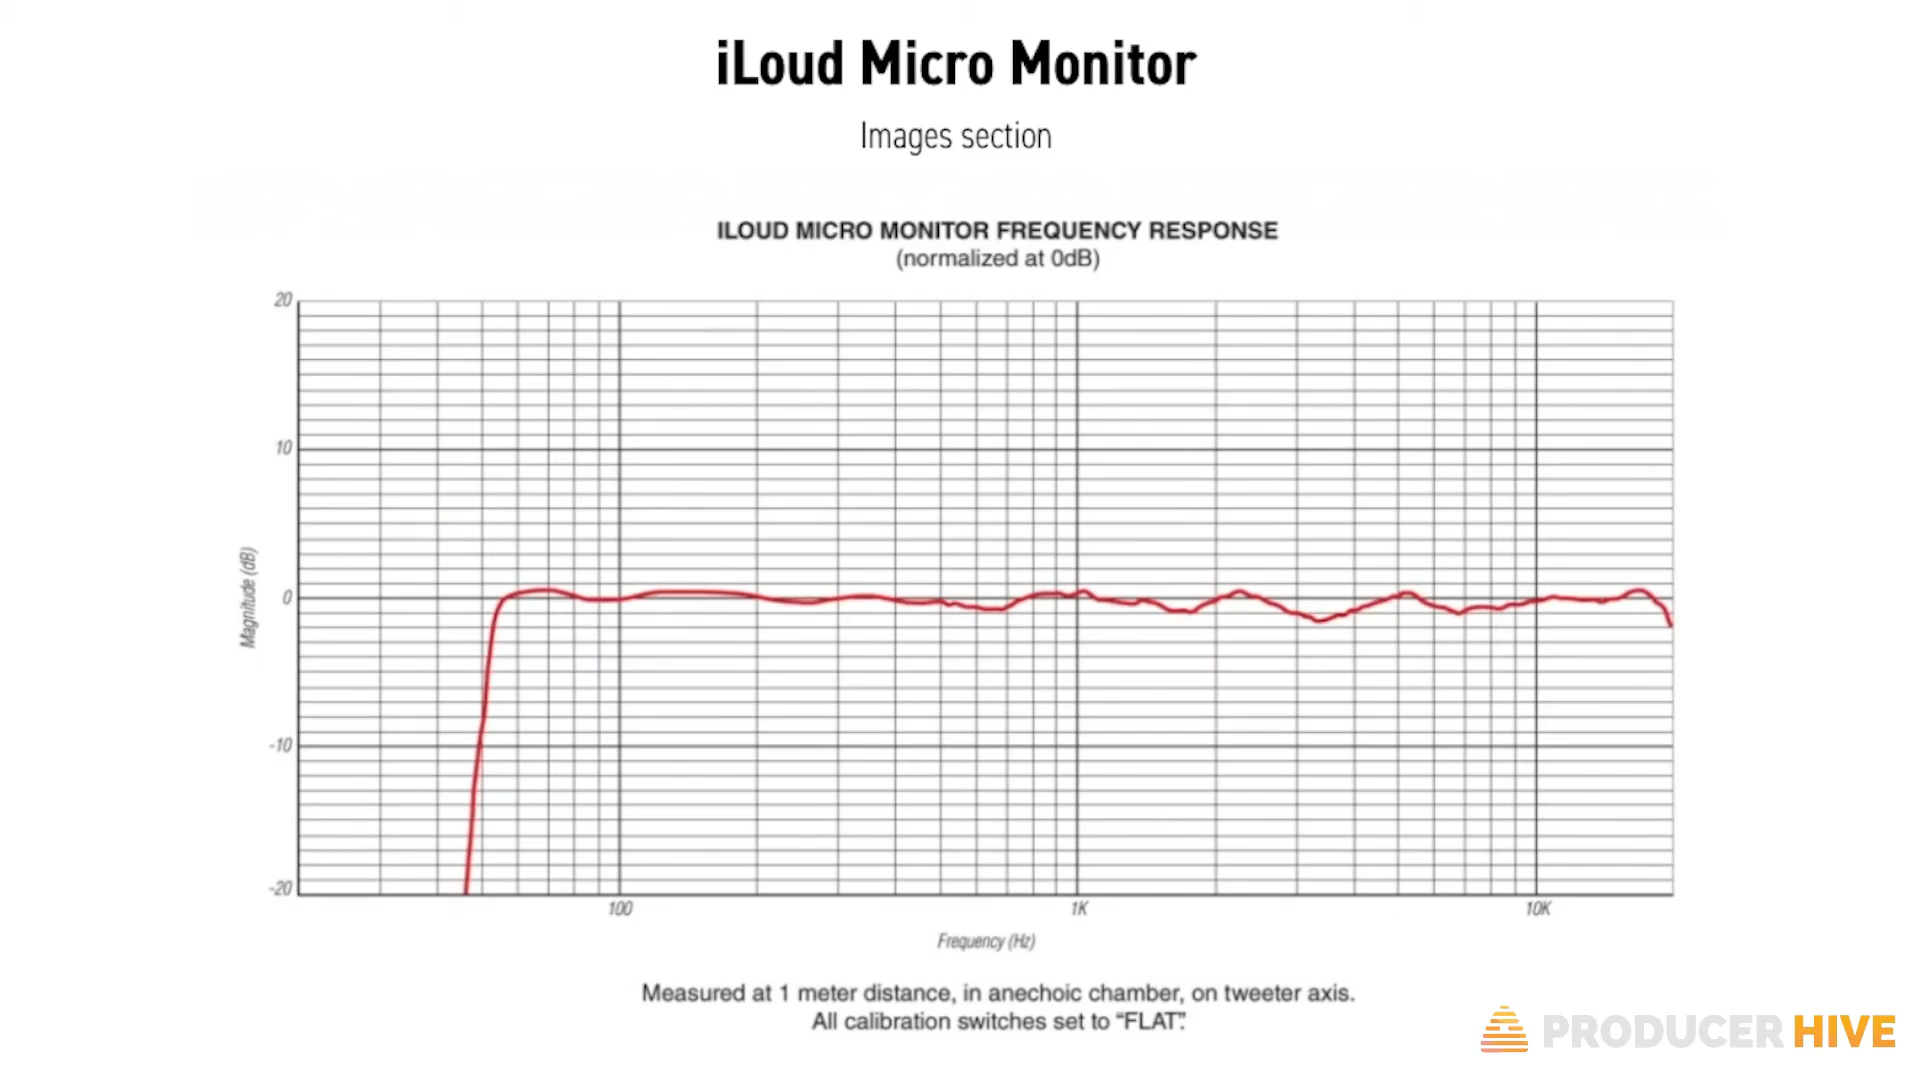 iLoud Micro Monitor
Images section
ILOUD MICRO MONITOR FREQUENCY RESPONSE
(normalized at 0dB)
20
10
0
-10
-20
Magnitude (dB)
100
1K
10K
Frequency (Hz)
Measured at 1 meter distance, in anechoic chamber, on tweeter axis.
All calibration switches set to “FLAT”.
PRODUCER HIVE